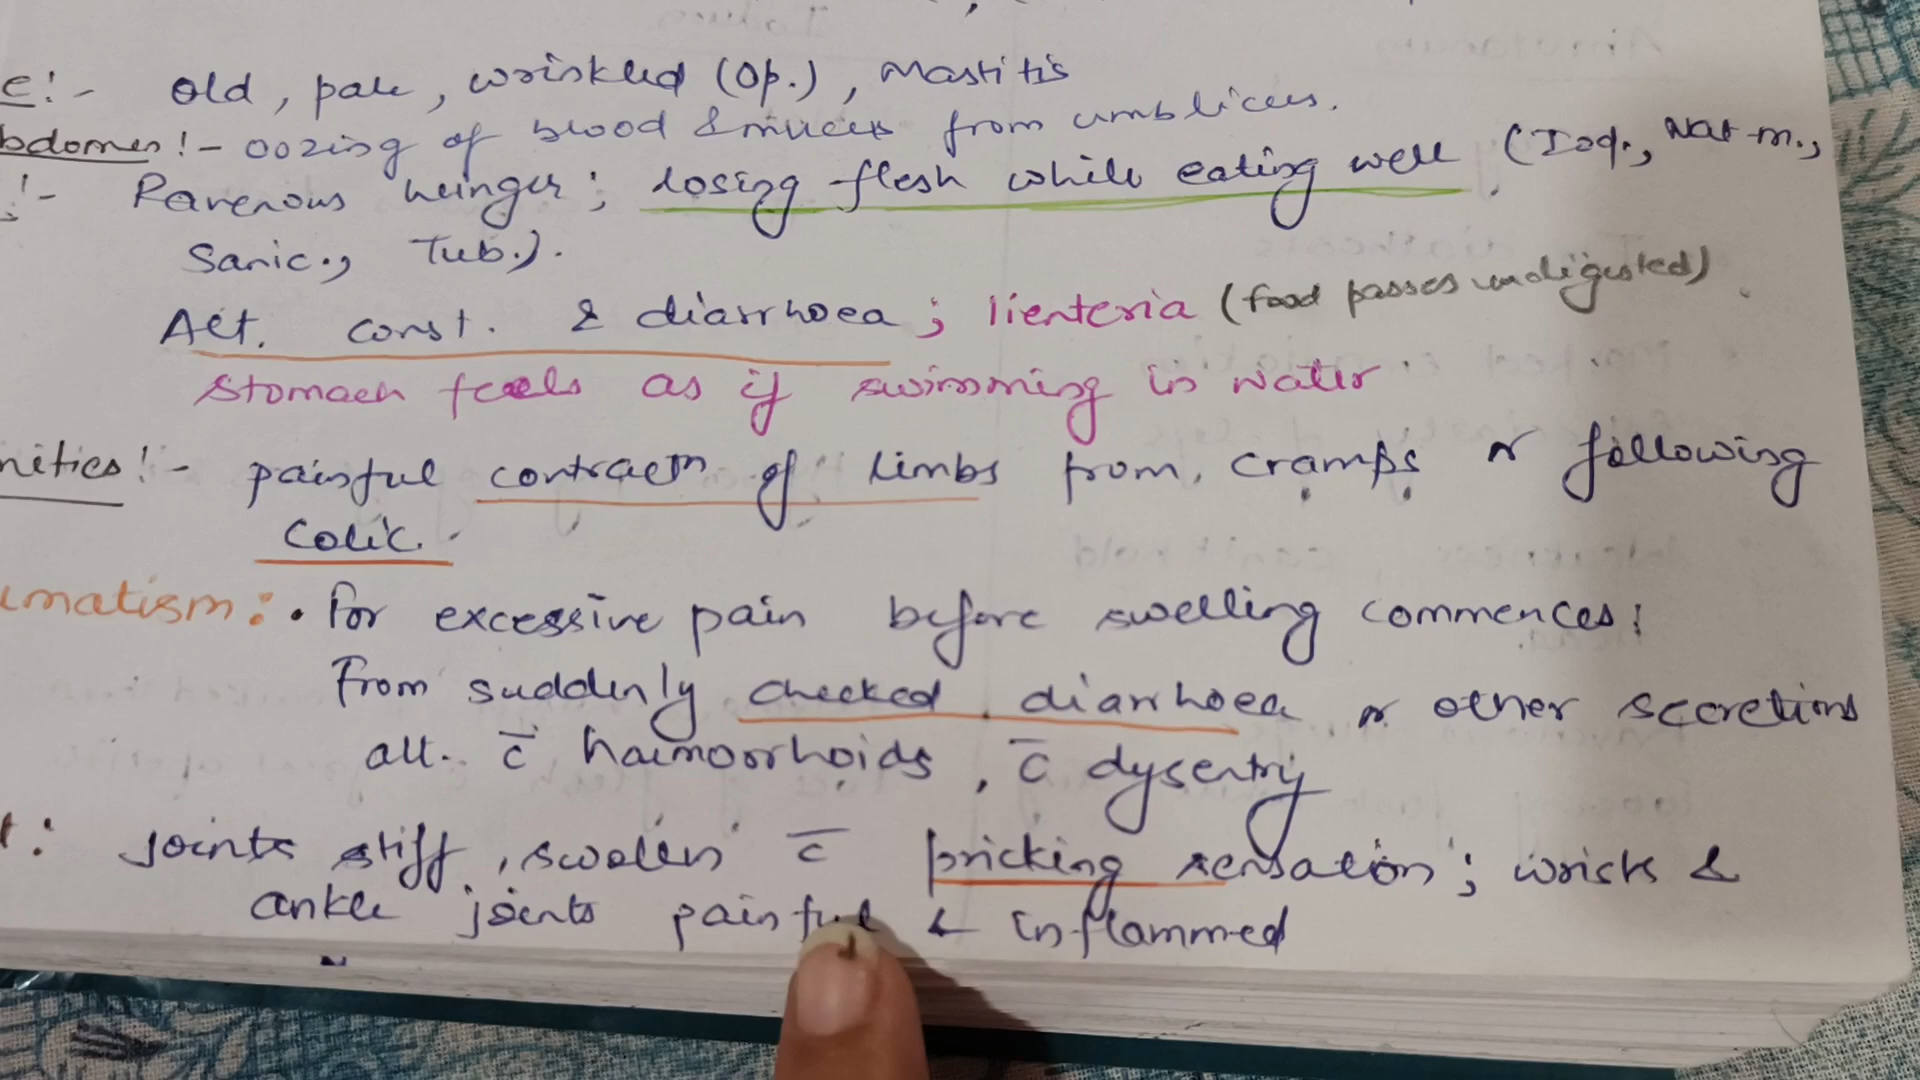 e:- Old, pale, wrinkled (Op.), Mastitis
bdomen :- oozing of blood & mucus from umblicus.
:- Ravenous hunger; losing flesh while eating well (Iod., Nat-m.,
Sanic., Tub.).
Alt. const. & diarrhoea; lienteria (food passes undigested)
Stomach feels as if swimming in water
nities :- painful contractn of limbs from cramps or following
colic.
umatism : • For excessive pain before swelling commences;
From suddenly checked diarrhoea or other secretions
alt. c̄ haemorrhoids, c̄ dysentry
t: Joints stiff, swollen c̄ pricking sensation; wrists &
ankle joints painful & inflammed